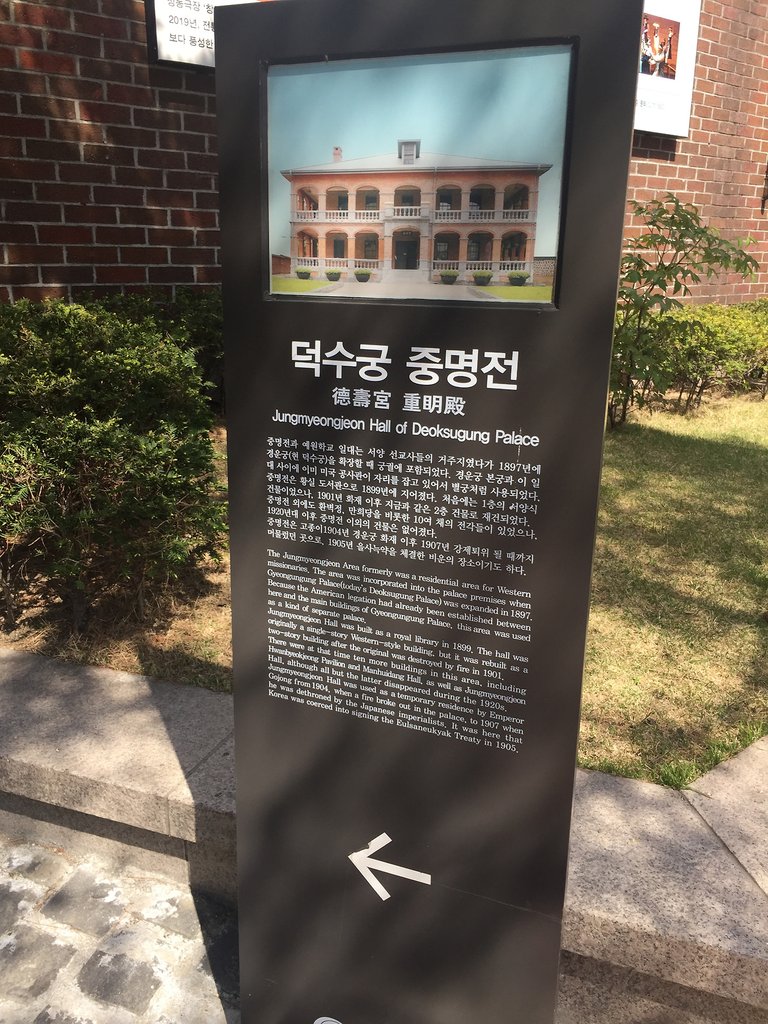 창동극장 '창
2019년, 전통
보다 풍성한
덕수궁 중명전
德壽宮 重明殿
Jungmyeongjeon Hall of Deoksugung Palace
중명전과 예원학교 일대는 서양 선교사들의 거주지였다가 1897년에
경운궁(현 덕수궁)을 확장할 때 궁궐에 포함되었다. 경운궁 본궁과 이 일
대 사이에 이미 미국 공사관이 자리를 잡고 있어서 별궁처럼 사용되었다.
중명전은 황실 도서관으로 1899년에 지어졌다. 처음에는 1층의 서양식
건물이었으나, 1901년 화재 이후 지금과 같은 2층 건물로 재건되었다.
중명전 외에도 환벽정, 만희당을 비롯한 10여 채의 전각들이 있었으나,
1920년대 이후 중명전 이외의 건물은 없어졌다.
중명전은 고종이1904년 경운궁 화재 이후 1907년 강제퇴위 될 때까지
머물렀던 곳으로, 1905년 을사늑약을 체결한 비운의 장소이기도 하다.
The Jungmyeongjeon Area formerly was a residential area for Western
missionaries. The area was incorporated into the palace premises when
Gyeongungung Palace(today's Deoksugung Palace) was expanded in 1897.
Because the American legation had already been established between
here and the main buildings of Gyeongungung Palace, this area was used
as a kind of separate palace.
Jungmyeongjeon Hall was built as a royal library in 1899. The hall was
originally a single-story Western-style building, but it was rebuilt as a
two-story building after the original was destroyed by fire in 1901.
There were at that time ten more buildings in this area, including
Hwanbyeokjeong Pavilion and Manhuidang Hall, as well as Jungmyeongjeon
Hall, although all but the latter disappeared during the 1920s.
Jungmyeongjeon Hall was used as a temporary residence by Emperor
Gojong from 1904, when a fire broke out in the palace, to 1907 when
he was dethroned by the Japanese imperialists. It was here that
Korea was coerced into signing the Eulsaneukyak Treaty in 1905.